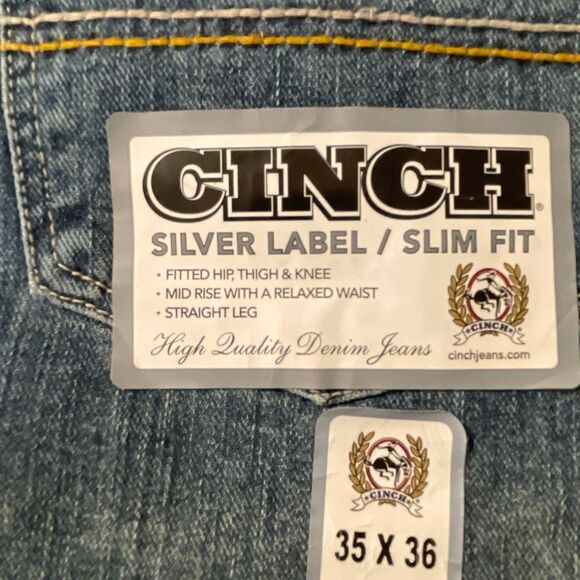 CINCH®
SILVER LABEL / SLIM FIT
• FITTED HIP, THIGH & KNEE
• MID RISE WITH A RELAXED WAIST
• STRAIGHT LEG
High Quality Denim Jeans
CINCH
cinchjeans.com
CINCH
35 X 36